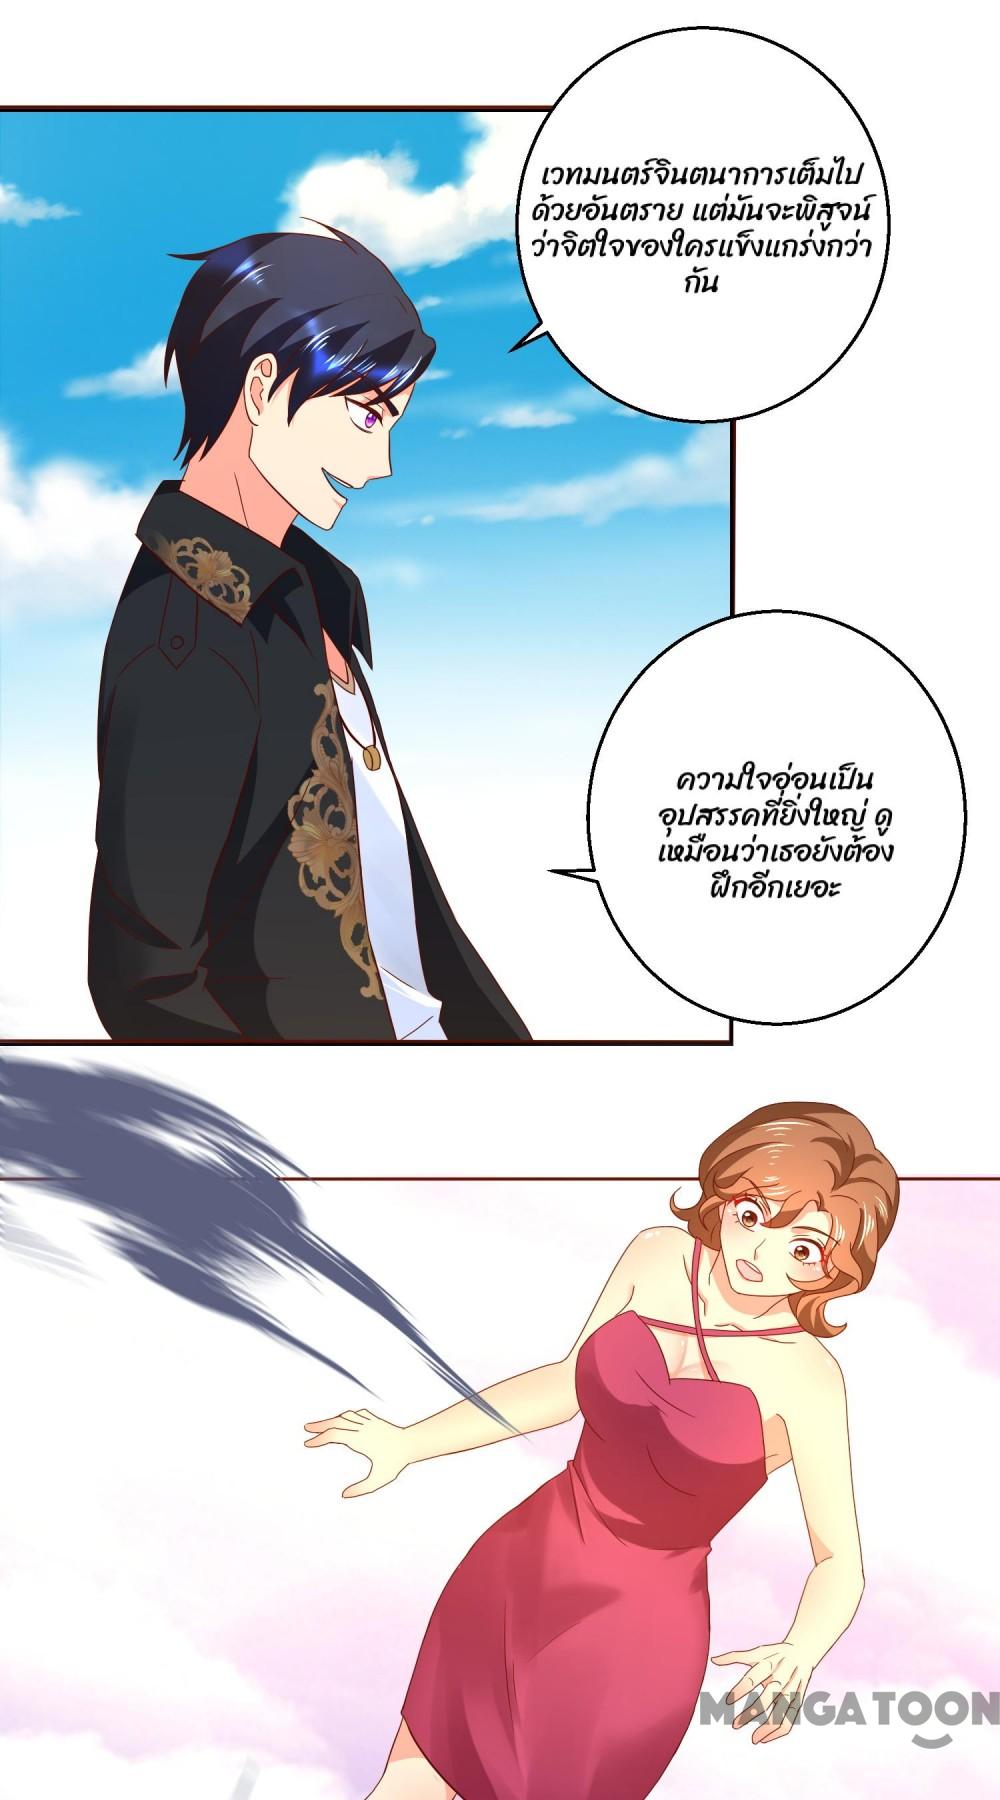 เวทมนตร์จินตนาการเต็มไป
ด้วยอันตราย แต่มันจะพิสูจน์
ว่าจิตใจของใครแข็งแกร่งกว่า
กัน
ความใจอ่อนเป็น
อุปสรรคที่ยิ่งใหญ่ ดู
เหมือนว่าเธอยังต้อง
ฝึกอีกเยอะ
MANGATOON